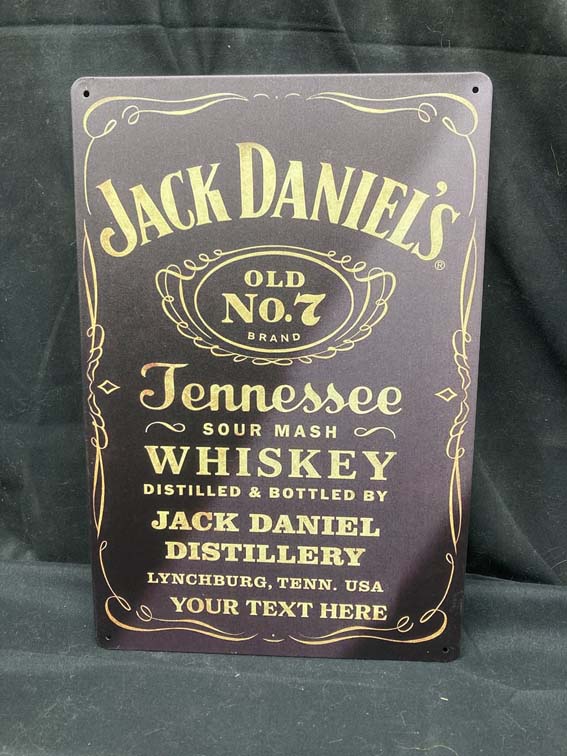 JACK DANIEL'S
®
OLD
No.7
BRAND
Tennessee
SOUR MASH
WHISKEY
DISTILLED & BOTTLED BY
JACK DANIEL
DISTILLERY
LYNCHBURG, TENN. USA
YOUR TEXT HERE